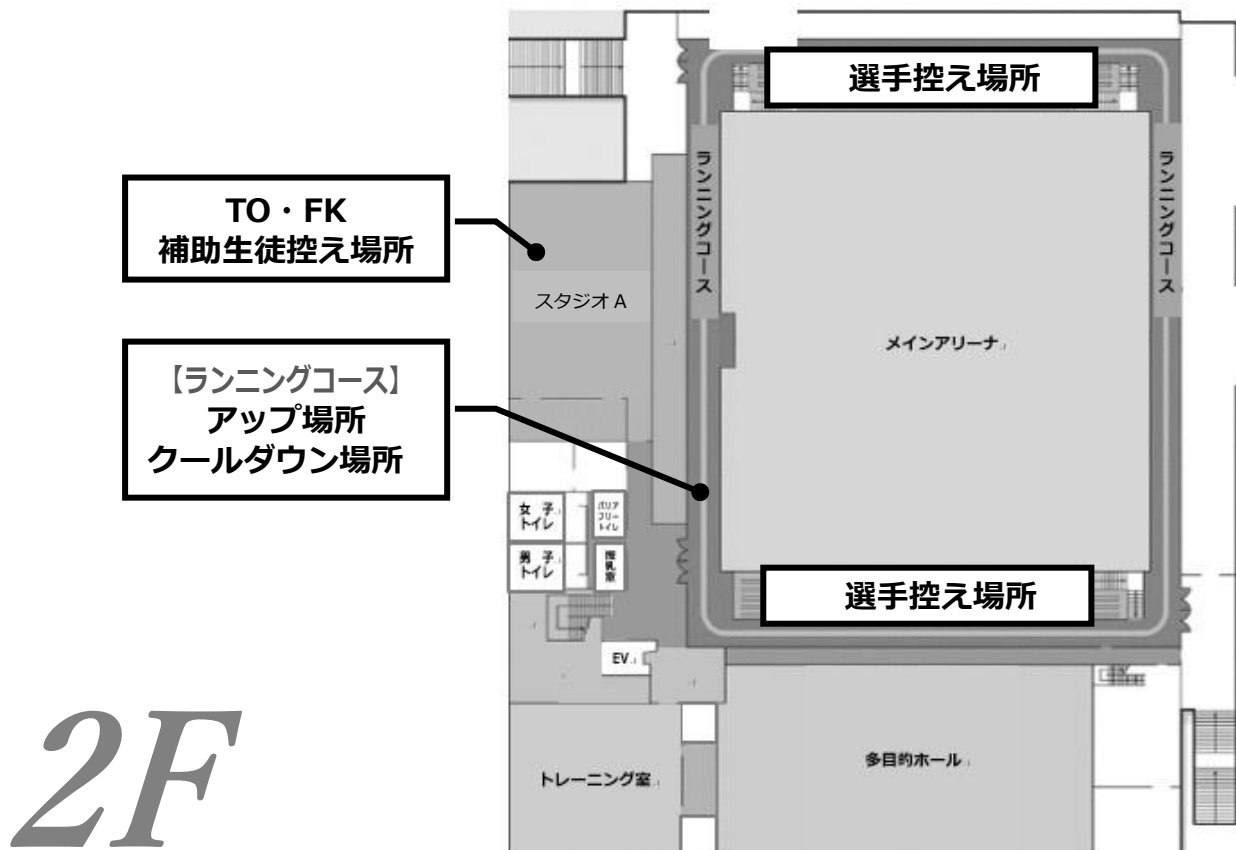 選手控え場所
TO・FK
補助生徒控え場所
ランニングコース
ランニングコース
スタジオA
メインアリーナ
【ランニングコース】
アップ場所
クールダウン場所
女 子
トイレ
バリア
フリー
トイレ
男 子
トイレ
授乳室
選手控え場所
EV
トレーニング室
多目的ホール
2F